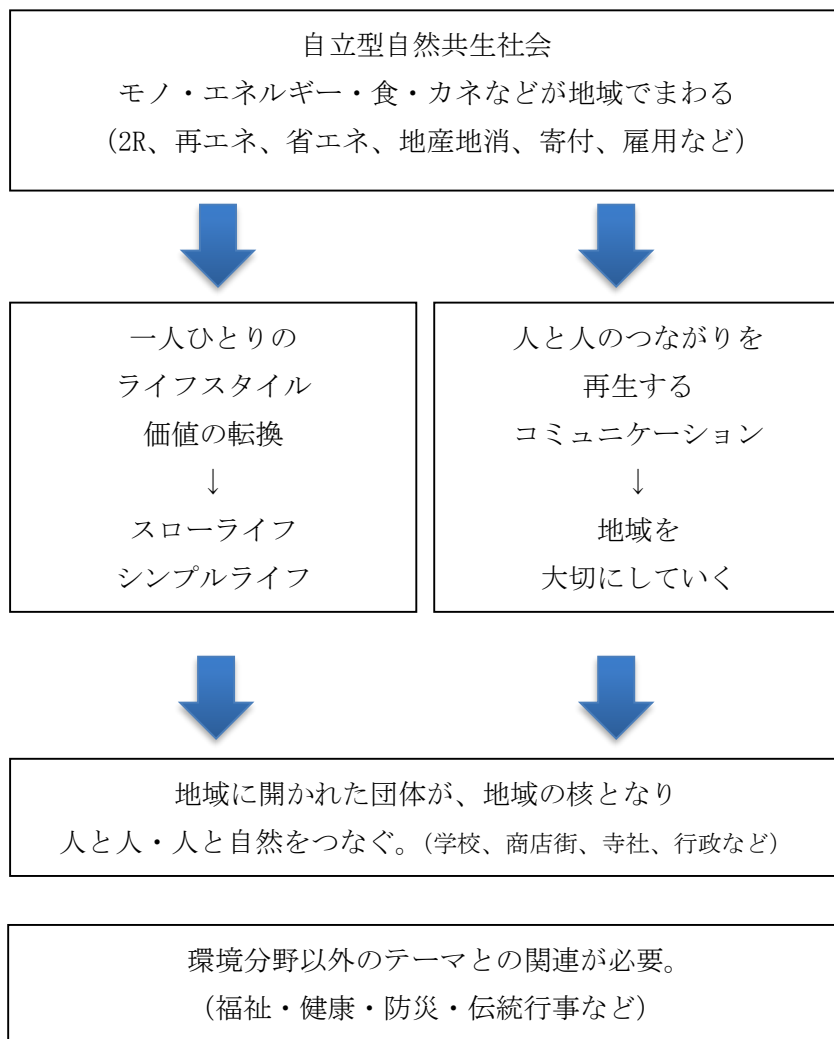 自立型自然共生社会
モノ・エネルギー・食・カネなどが地域でまわる
（2R、再エネ、省エネ、地産地消、寄付、雇用など）
一人ひとりの
ライフスタイル
価値の転換
↓
スローライフ
シンプルライフ
人と人のつながりを
再生する
コミュニケーション
↓
地域を
大切にしていく
地域に開かれた団体が、地域の核となり
人と人・人と自然をつなぐ。（学校、商店街、寺社、行政など）
環境分野以外のテーマとの関連が必要。
（福祉・健康・防災・伝統行事など）